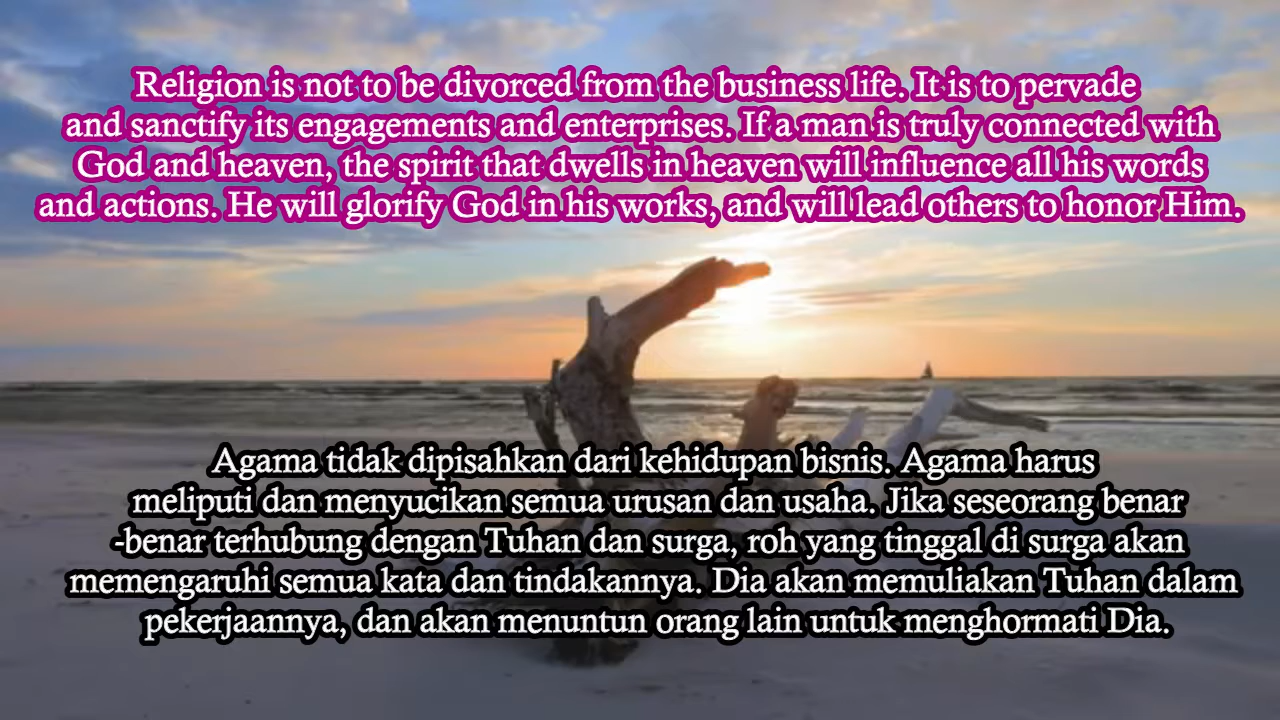 Religion is not to be divorced from the business life. It is to pervade
and sanctify its engagements and enterprises. If a man is truly connected with
God and heaven, the spirit that dwells in heaven will influence all his words
and actions. He will glorify God in his works, and will lead others to honor Him.
Agama tidak dipisahkan dari kehidupan bisnis. Agama harus
meliputi dan menyucikan semua urusan dan usaha. Jika seseorang benar
-benar terhubung dengan Tuhan dan surga, roh yang tinggal di surga akan
memengaruhi semua kata dan tindakannya. Dia akan memuliakan Tuhan dalam
pekerjaannya, dan akan menuntun orang lain untuk menghormati Dia.